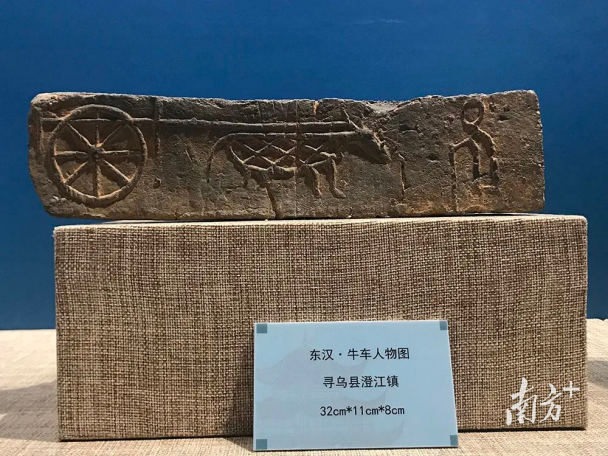 东汉·牛车人物图
寻乌县澄江镇
32cm*11cm*8cm
南方+